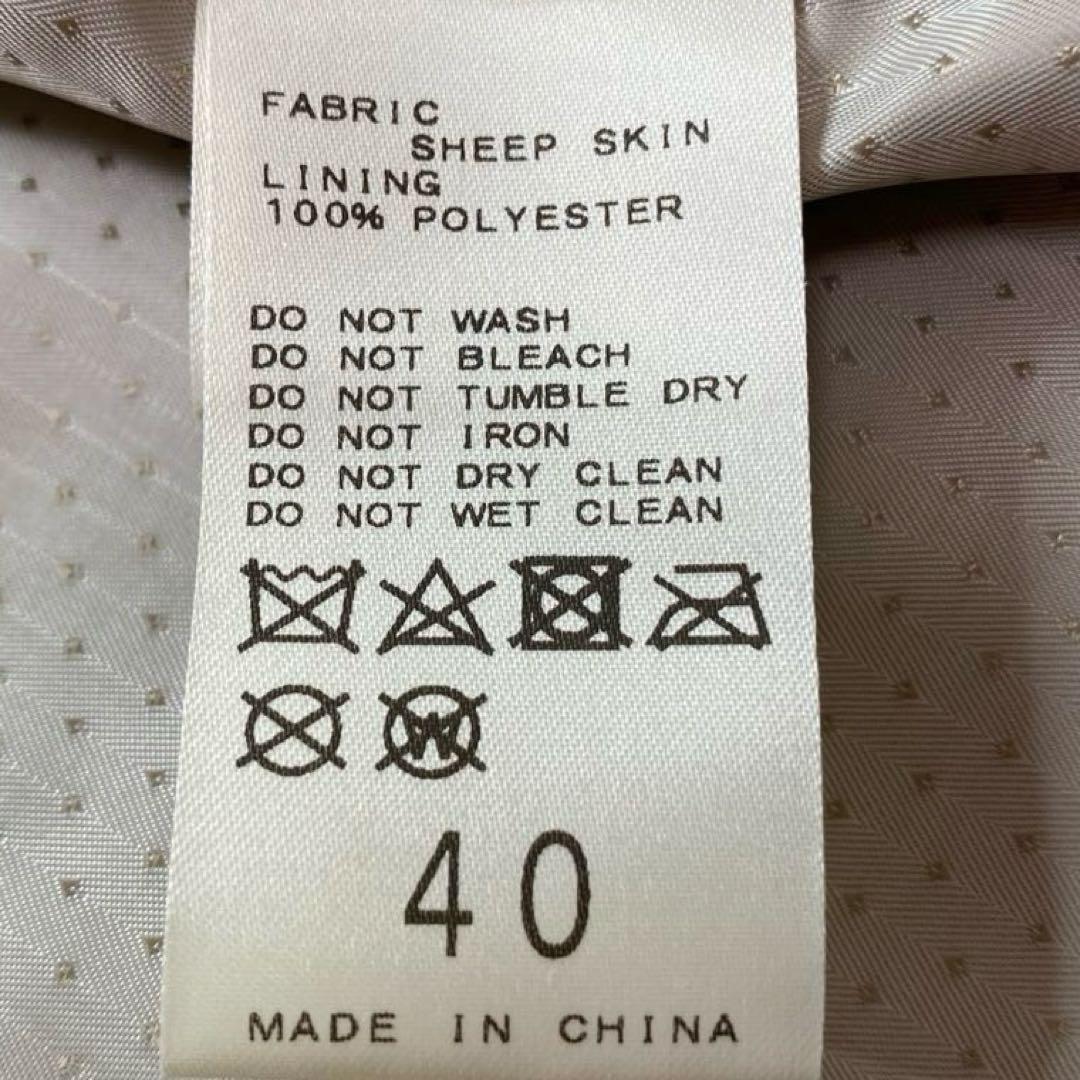 FABRIC
SHEEP SKIN
LINING
100% POLYESTER
DO NOT WASH
DO NOT BLEACH
DO NOT TUMBLE DRY
DO NOT IRON
DO NOT DRY CLEAN
DO NOT WET CLEAN
W
40
MADE IN CHINA